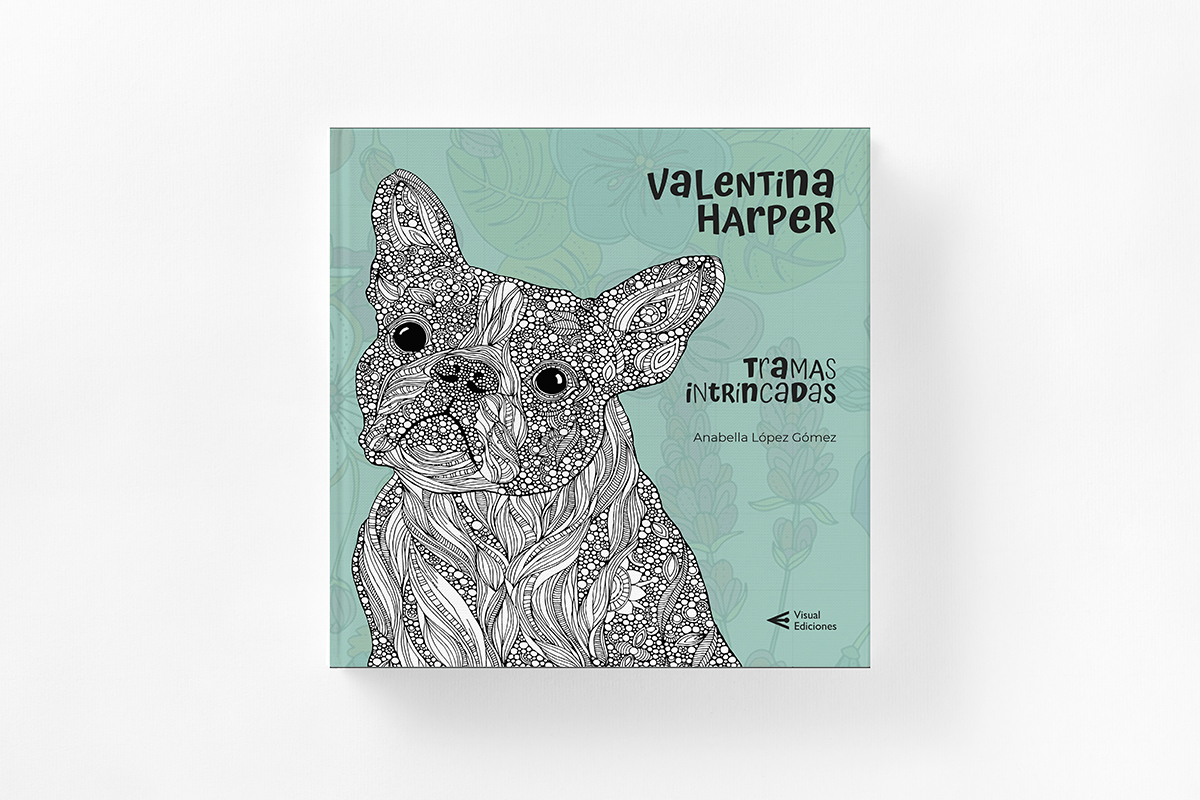 Valentina
Harper
Tramas
intrincadas
Anabella López Gómez
Visual
Ediciones